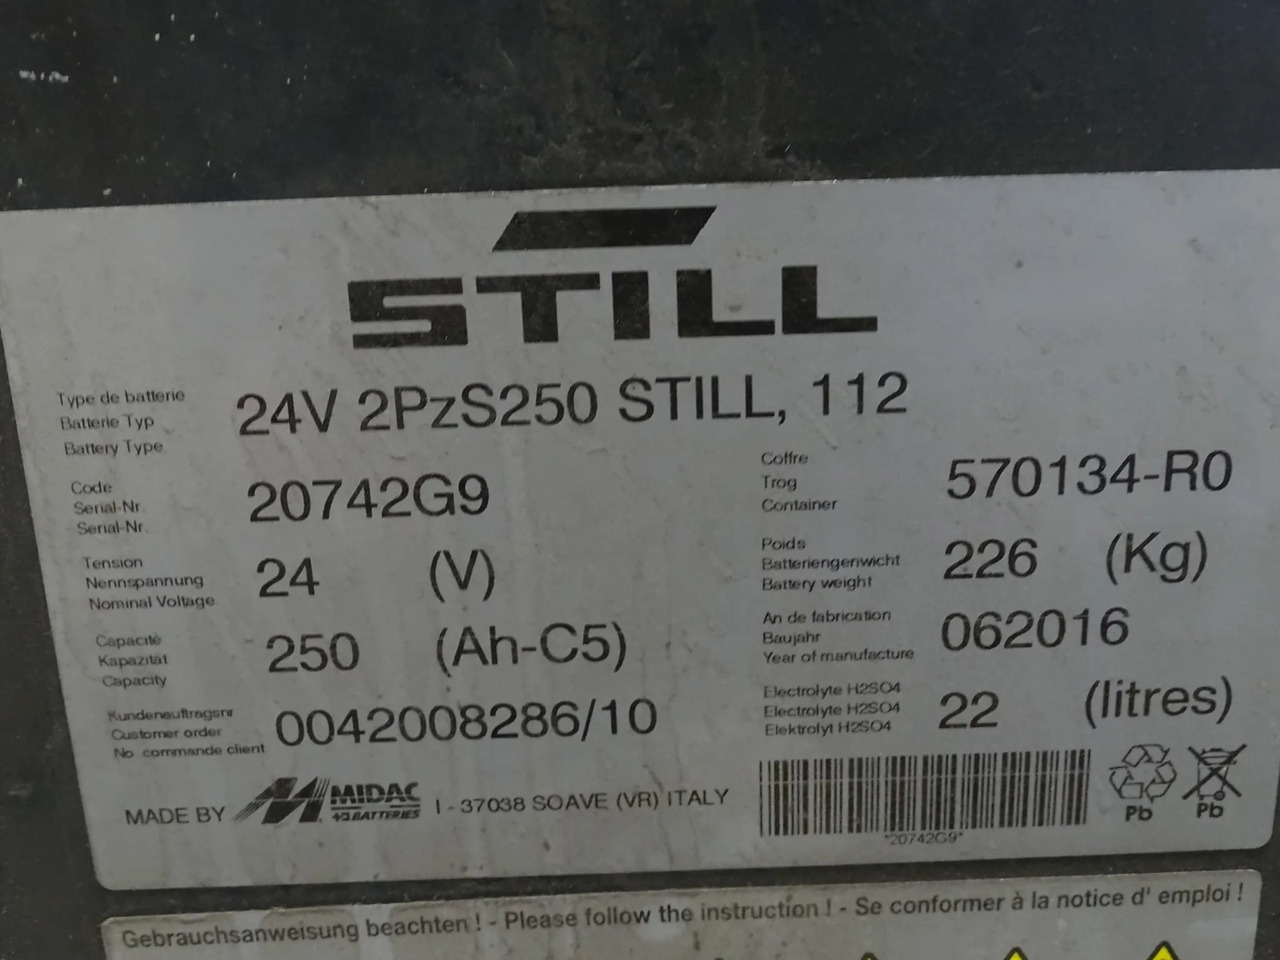 STILL
Type de batterie
Batterie Typ
Battery Type
24V 2PzS250 STILL, 112
Code
Serial-Nr.
Serial-Nr.
20742G9
Coffre
Trog
Container
570134-R0
Tension
Nennspannung
Nominal Voltage
24 (V)
Poids
Batteriengenwicht
Battery weight
226 (Kg)
Capacité
Kapazität
Capacity
250 (Ah-C5)
An de fabrication
Baujahr
Year of manufacture
062016
Kundenauftragsnr
Customer order
No. commande client
0042008286/10
Electrolyte H2SO4
Electrolyte H2SO4
Elektrolyt H2SO4
22 (litres)
MADE BY MIDAC BATTERIES I - 37038 SOAVE (VR) ITALY
*20742G9*
Pb Pb
Gebrauchsanweisung beachten ! - Please follow the instruction ! - Se conformer à la notice d' emploi !